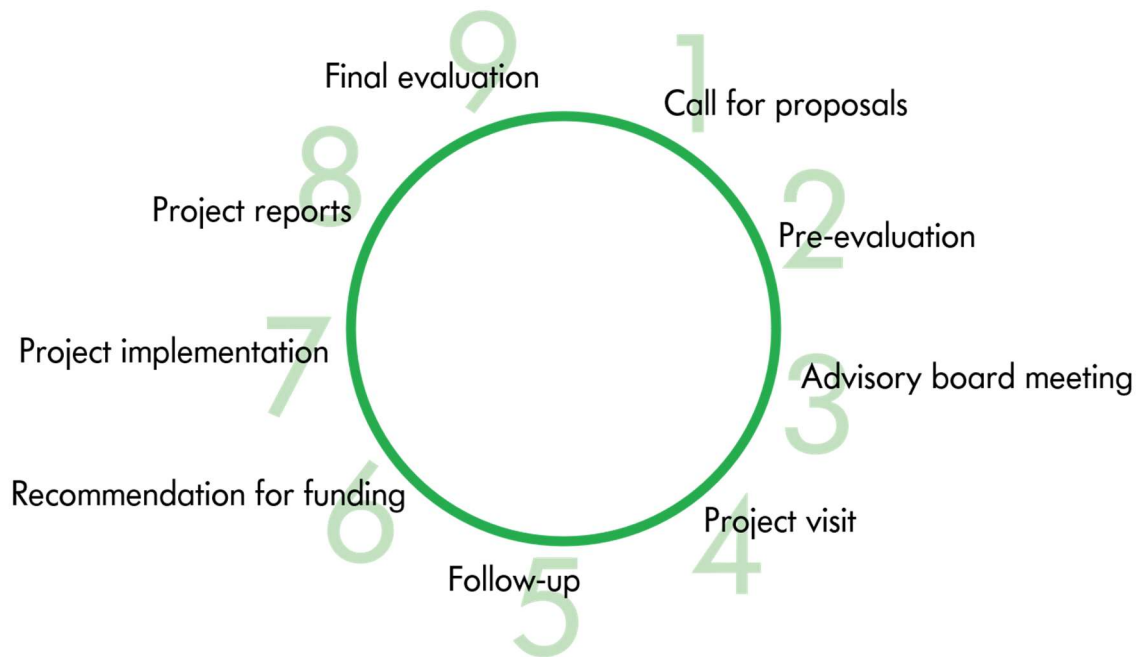 1
Call for proposals
2
Pre-evaluation
3
Advisory board meeting
4
Project visit
5
Follow-up
6
Recommendation for funding
7
Project implementation
8
Project reports
9
Final evaluation